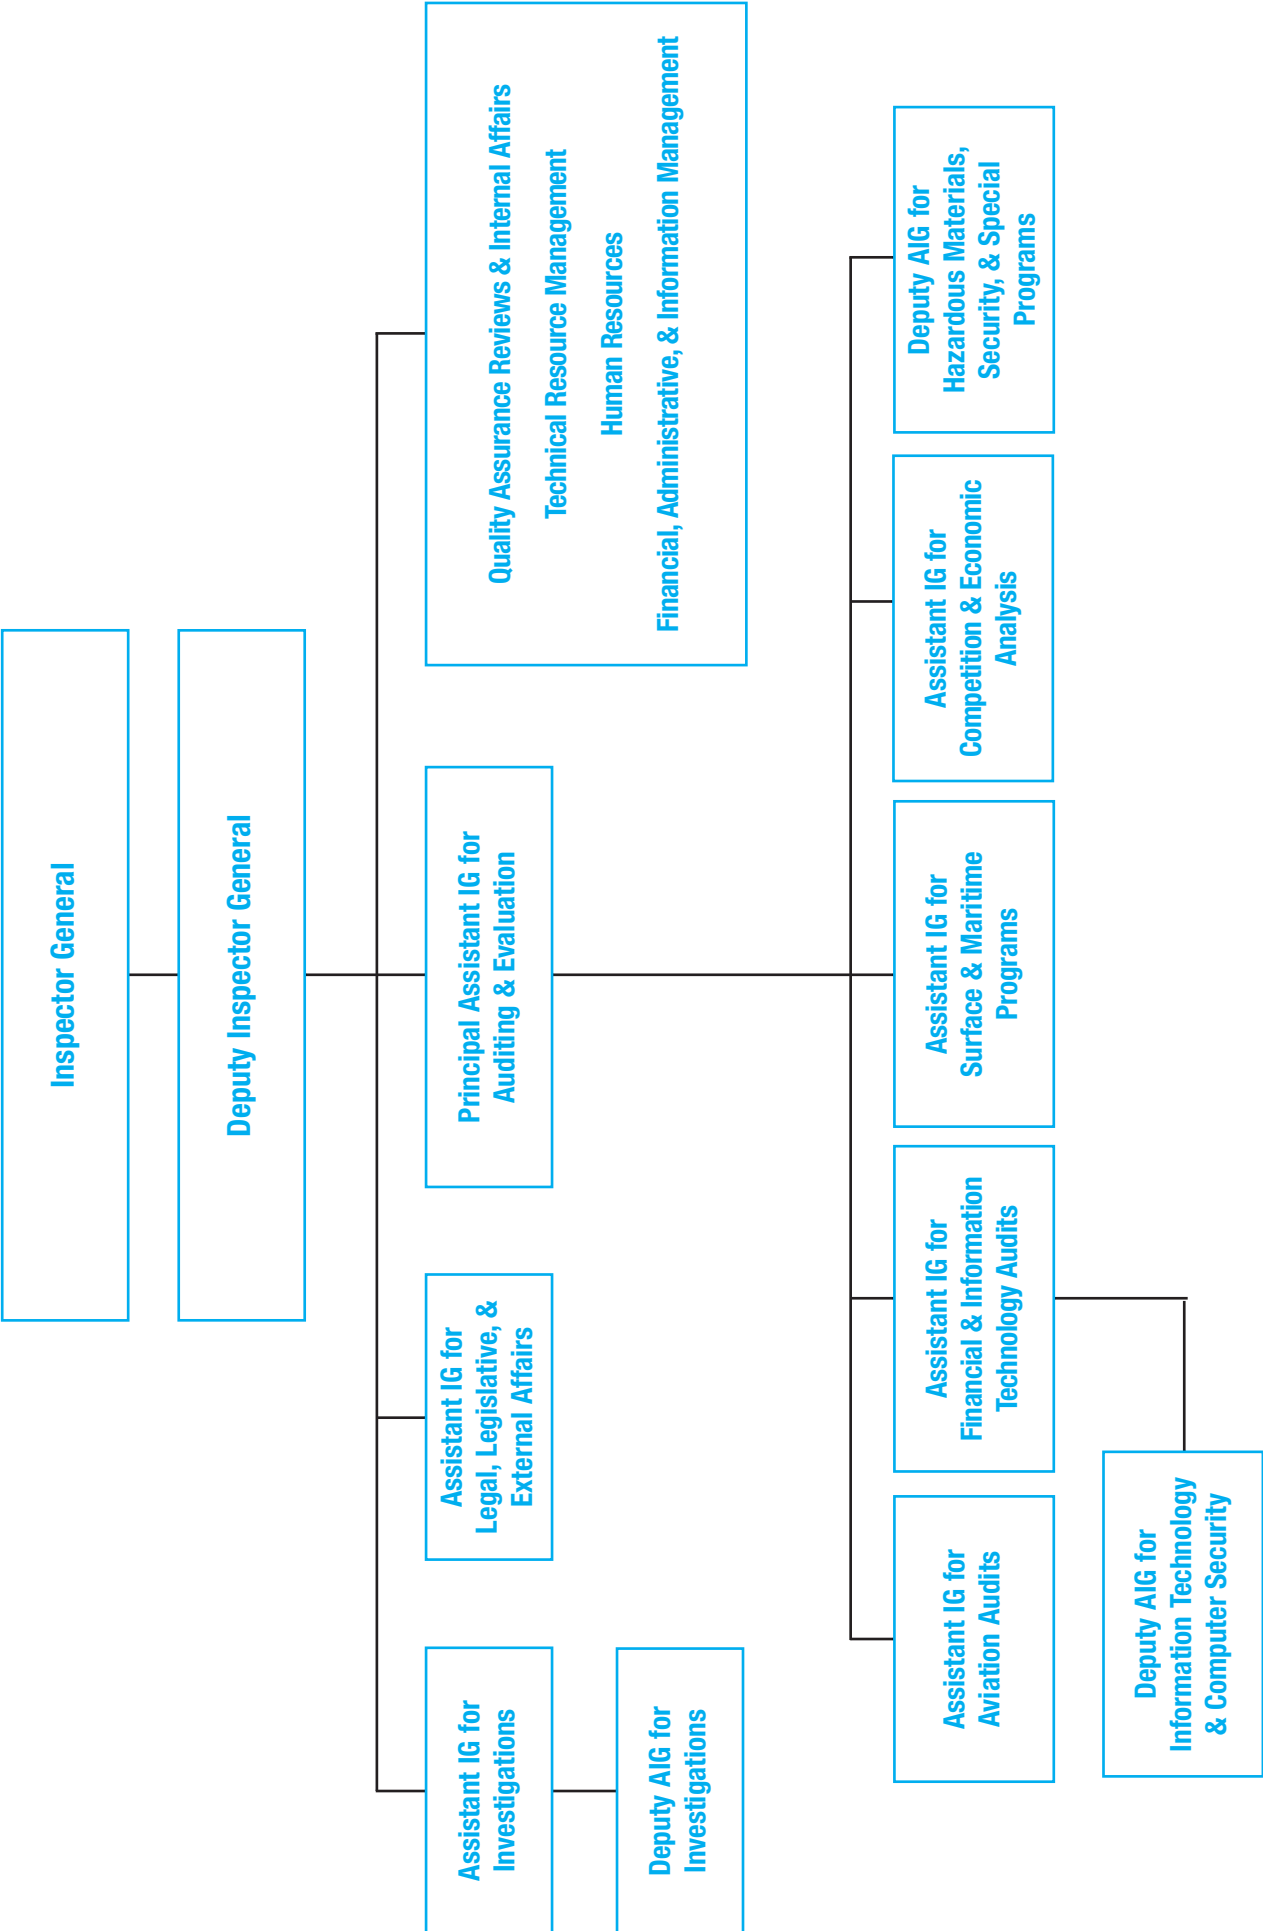 Inspector General
Deputy Inspector General
Assistant IG for
Investigations
Assistant IG for
Legal, Legislative, &
External Affairs
Principal Assistant IG for
Auditing & Evaluation
Quality Assurance Reviews & Internal Affairs
Technical Resource Management
Human Resources
Financial, Administrative, & Information Management
Deputy AIG for
Investigations
Assistant IG for
Aviation Audits
Assistant IG for
Financial & Information
Technology Audits
Assistant IG for
Surface & Maritime
Programs
Assistant IG for
Competition & Economic
Analysis
Deputy AIG for
Hazardous Materials,
Security, & Special
Programs
Deputy AIG for
Information Technology
& Computer Security